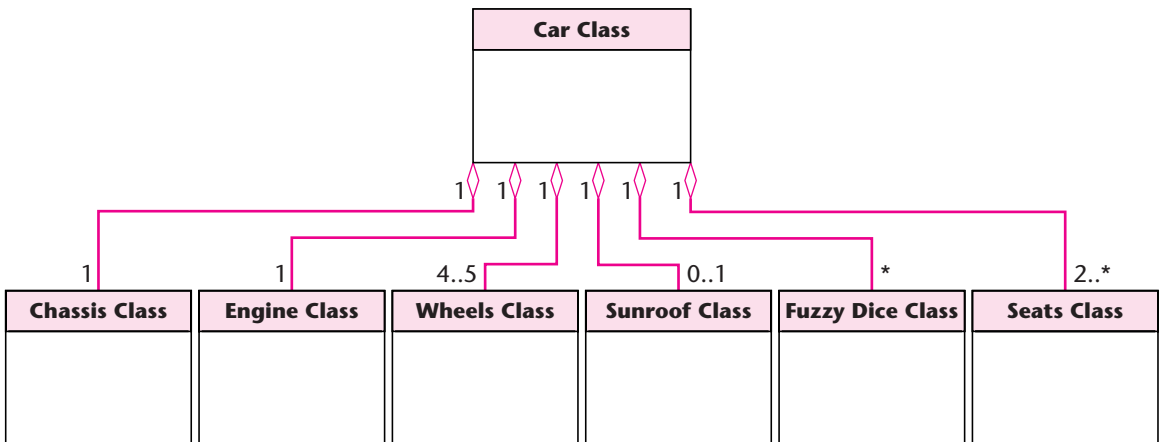 Car Class
1 1 1 1 1 1
1 1 4..5 0..1 * 2..*
Chassis Class Engine Class Wheels Class Sunroof Class Fuzzy Dice Class Seats Class